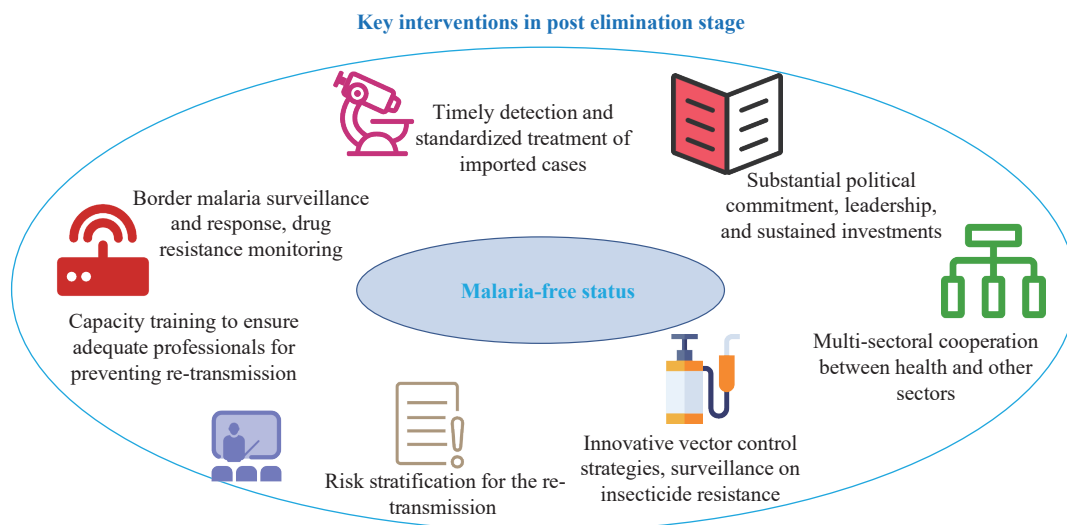 Key interventions in post elimination stage
Timely detection and
standardized treatment of
imported cases
Substantial political
commitment, leadership,
and sustained investments
Border malaria surveillance
and response, drug
resistance monitoring
Malaria-free status
Capacity training to ensure
adequate professionals for
preventing re-transmission
Multi-sectoral cooperation
between health and other
sectors
Risk stratification for the re-
transmission
Innovative vector control
strategies, surveillance on
insecticide resistance